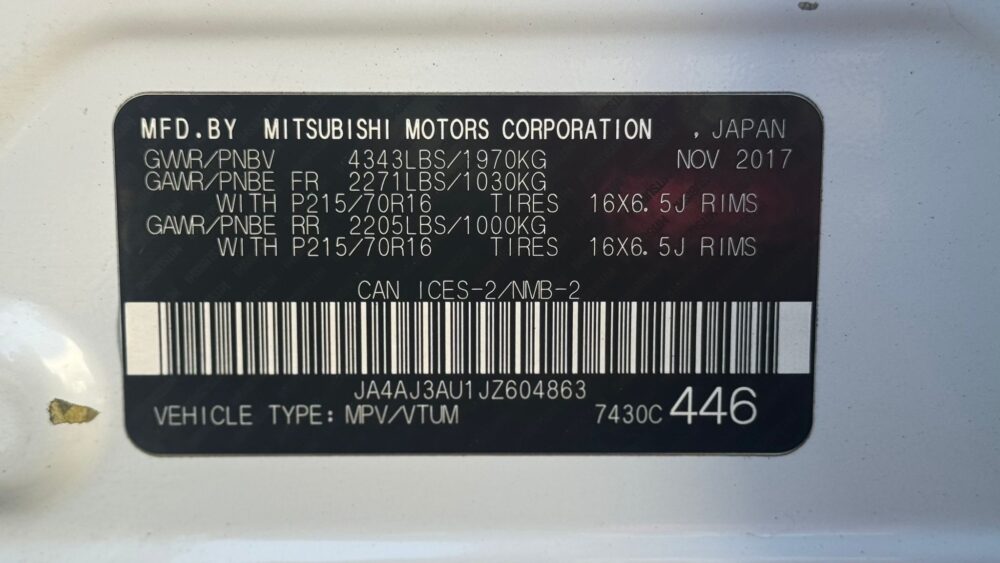 MFD.BY MITSUBISHI MOTORS CORPORATION , JAPAN
GVWR/PNBV 4343LBS/1970KG NOV 2017
GAWR/PNBE FR 2271LBS/1030KG
WITH P215/70R16 TIRES 16X6.5J RIMS
GAWR/PNBE RR 2205LBS/1000KG
WITH P215/70R16 TIRES 16X6.5J RIMS
CAN ICES-2/NMB-2
JA4AJ3AU1JZ604863
VEHICLE TYPE: MPV/VTUM 7430C 446